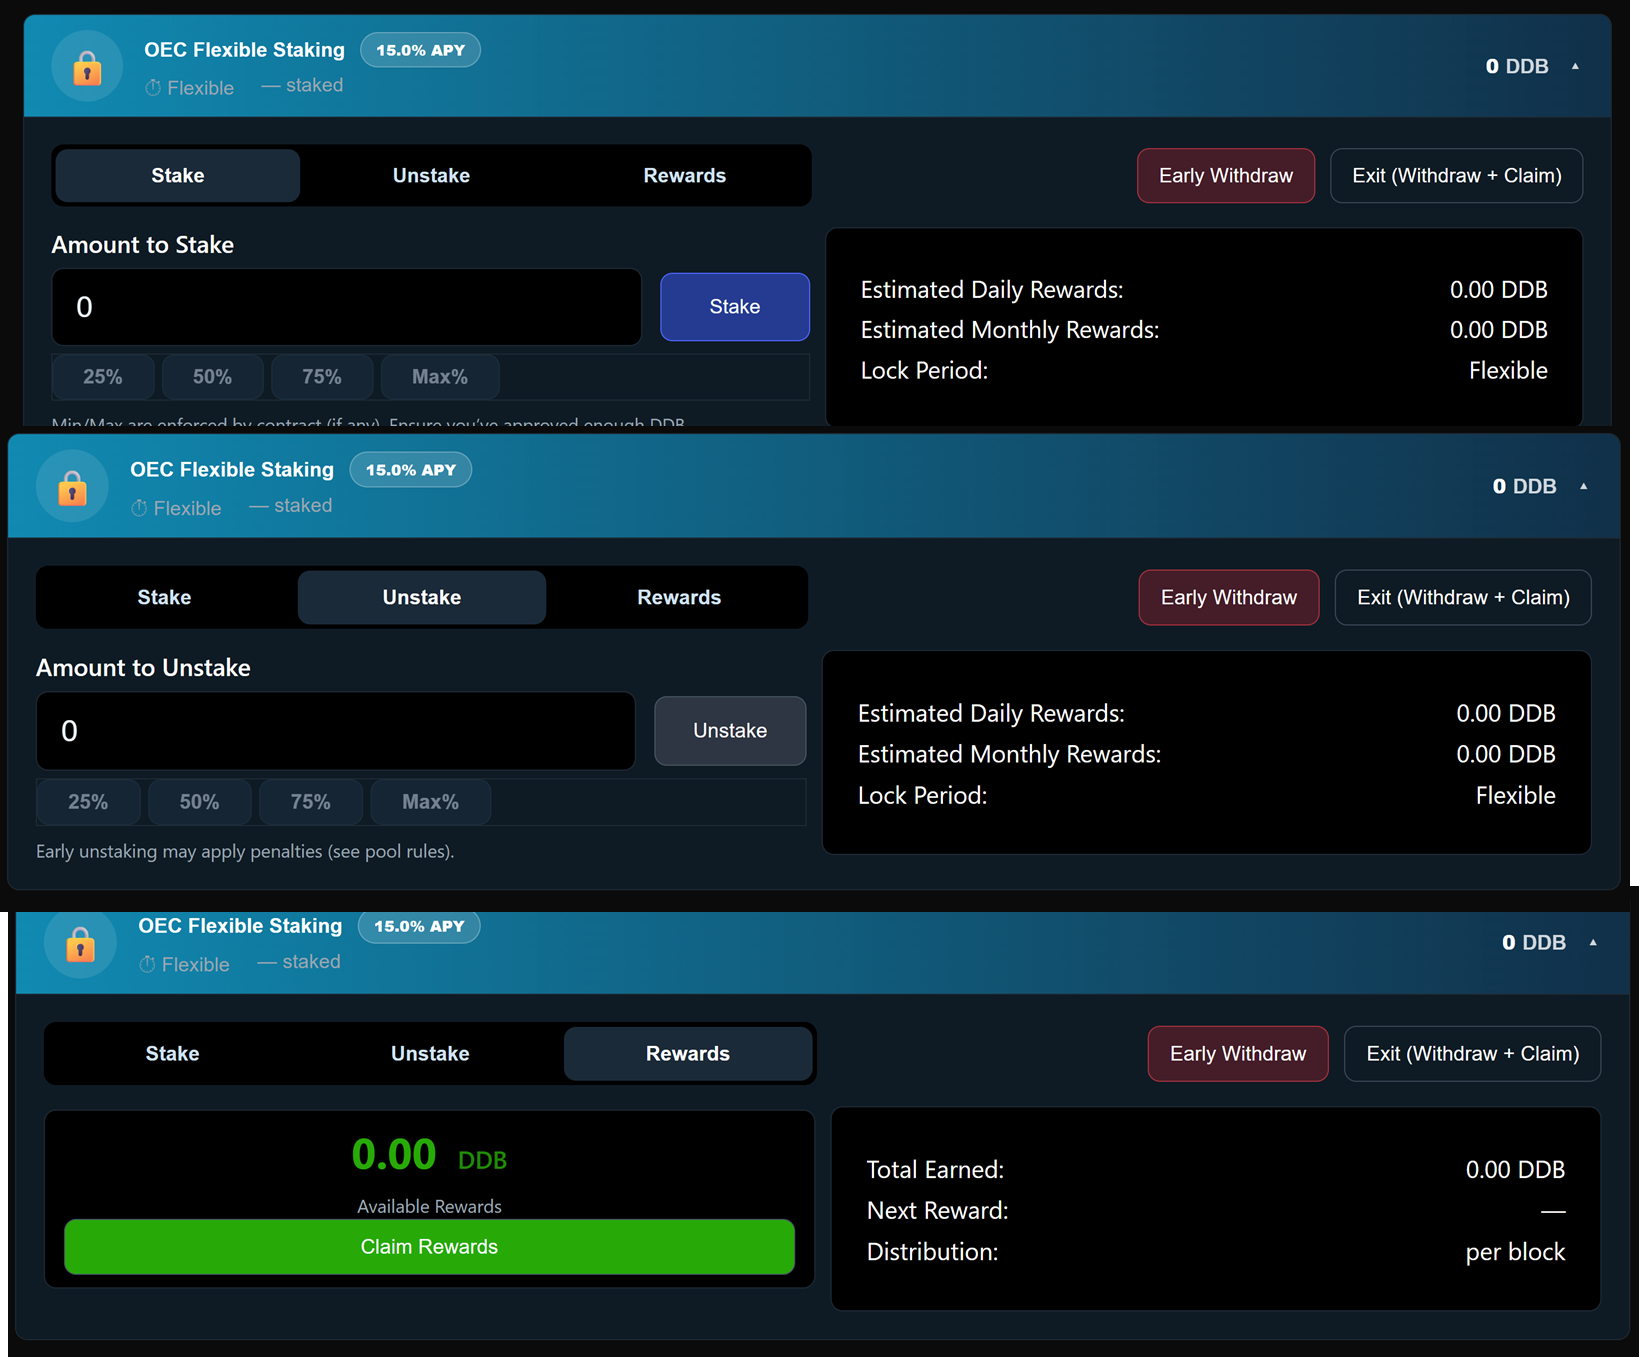 OEC Flexible Staking 15.0% APY
⏱ Flexible — staked
0 DDB ▲
Stake Unstake Rewards
Early Withdraw Exit (Withdraw + Claim)
Amount to Stake
0 Stake
25% 50% 75% Max%
Min/Max are enforced by contract (if any). Ensure you've approved enough DDB.
Estimated Daily Rewards: 0.00 DDB
Estimated Monthly Rewards: 0.00 DDB
Lock Period: Flexible
OEC Flexible Staking 15.0% APY
⏱ Flexible — staked
0 DDB ▲
Stake Unstake Rewards
Early Withdraw Exit (Withdraw + Claim)
Amount to Unstake
0 Unstake
25% 50% 75% Max%
Early unstaking may apply penalties (see pool rules).
Estimated Daily Rewards: 0.00 DDB
Estimated Monthly Rewards: 0.00 DDB
Lock Period: Flexible
OEC Flexible Staking 15.0% APY
⏱ Flexible — staked
0 DDB ▲
Stake Unstake Rewards
Early Withdraw Exit (Withdraw + Claim)
0.00 DDB
Available Rewards
Claim Rewards
Total Earned: 0.00 DDB
Next Reward: —
Distribution: per block